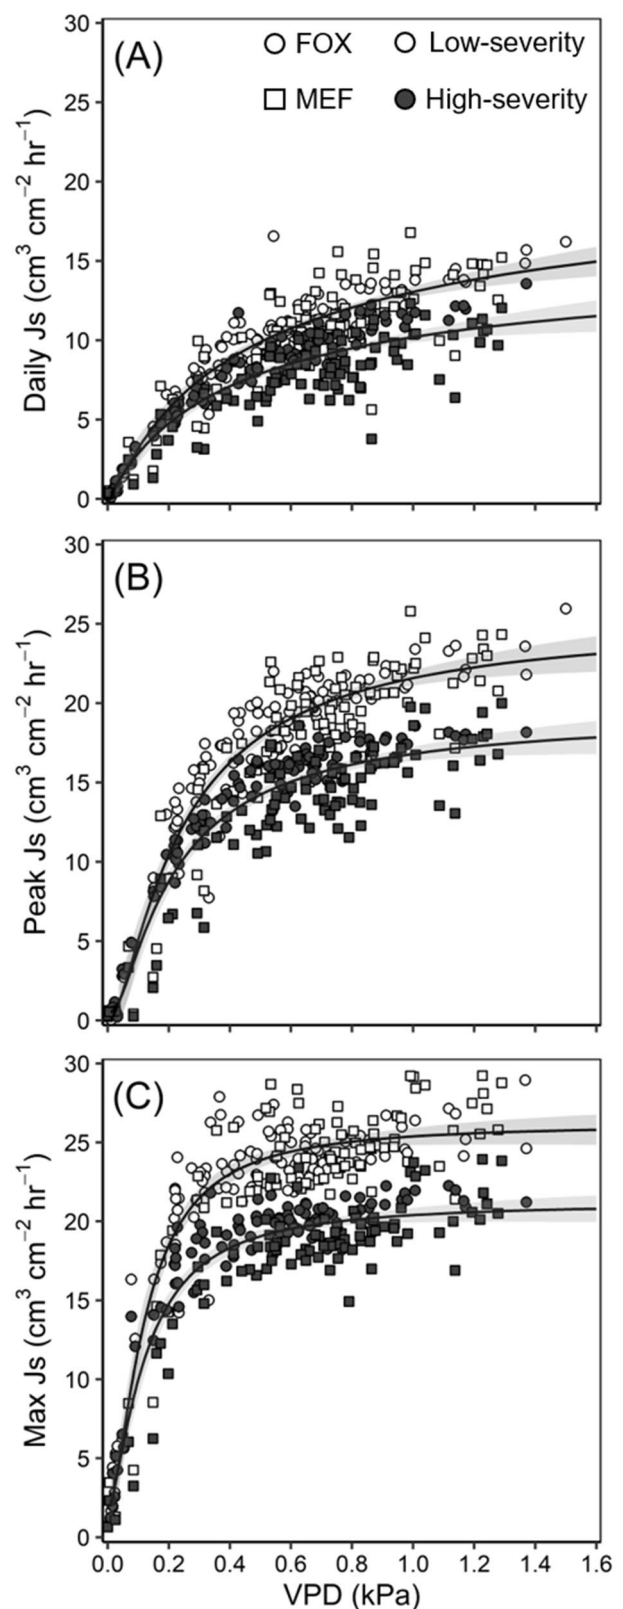 30
(A)
FOX
Low-severity
25
MEF
High-severity
20
15
10
5
0
Daily Js (cm³ cm⁻² hr⁻¹)
30
(B)
25
20
15
10
5
0
Peak Js (cm³ cm⁻² hr⁻¹)
30
(C)
25
20
15
10
5
0
Max Js (cm³ cm⁻² hr⁻¹)
0.0 0.2 0.4 0.6 0.8 1.0 1.2 1.4 1.6
VPD (kPa)